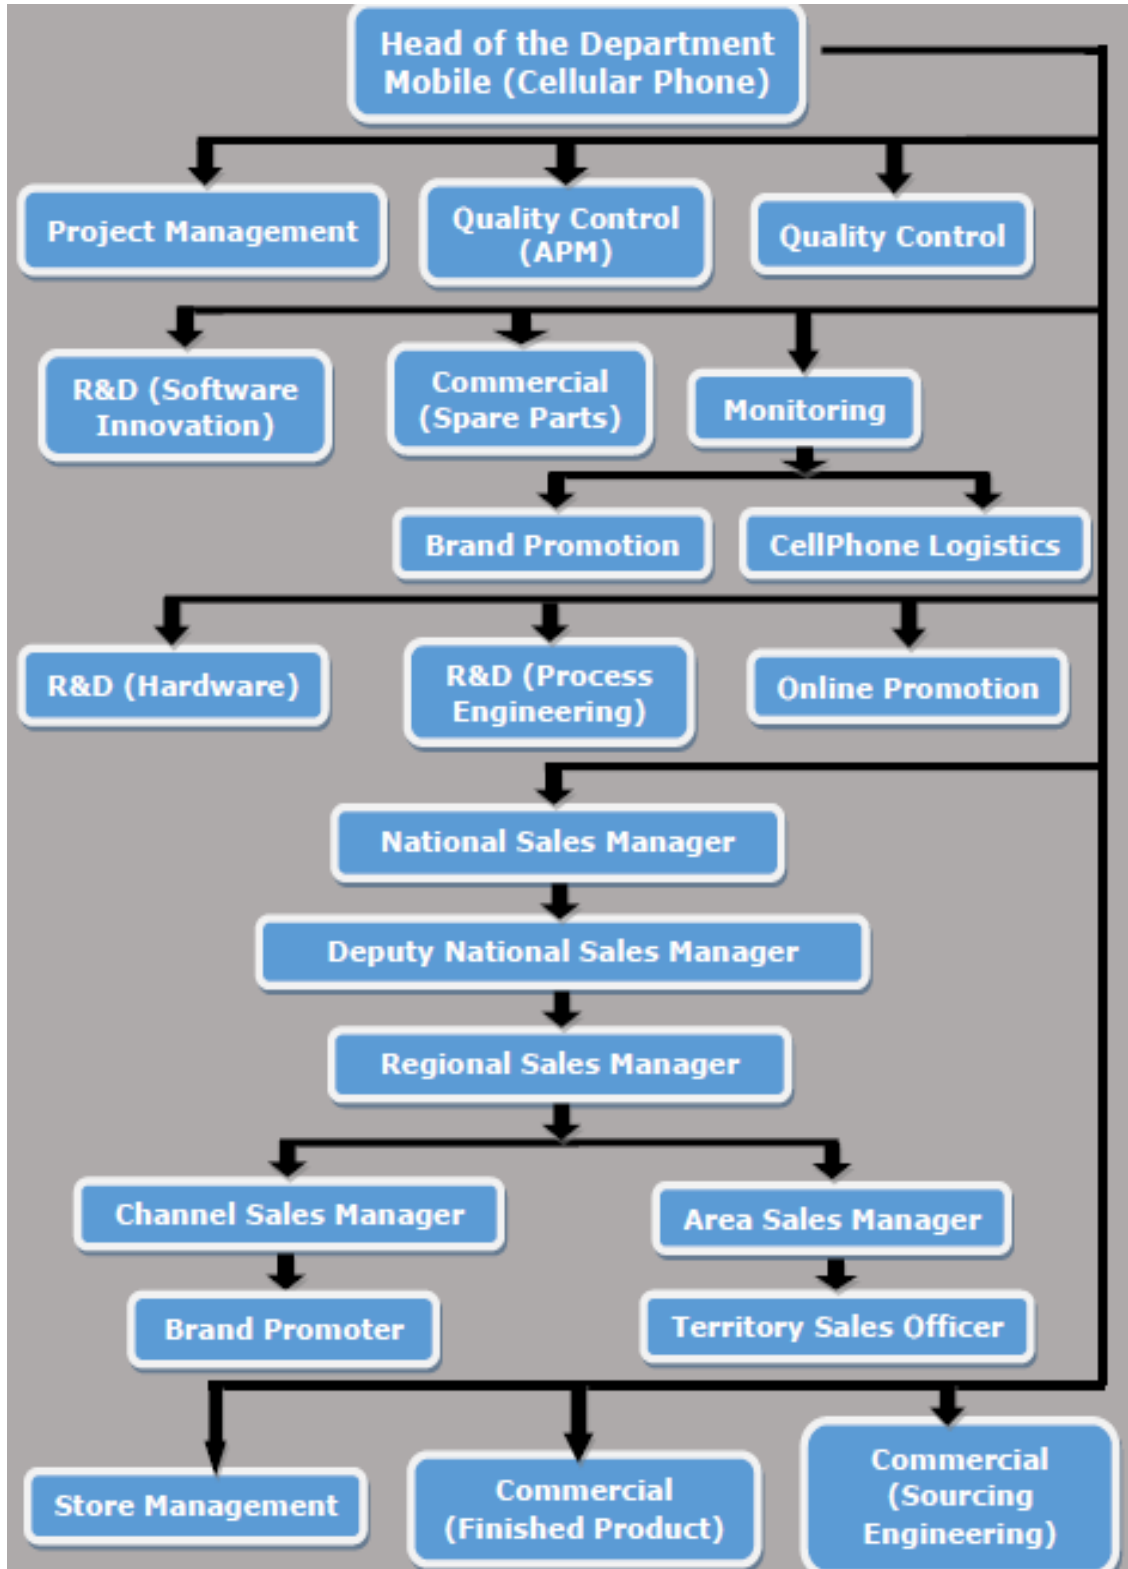 Head of the Department
Mobile (Cellular Phone)
Project Management
Quality Control
(APM)
Quality Control
R&D (Software
Innovation)
Commercial
(Spare Parts)
Monitoring
Brand Promotion
CellPhone Logistics
R&D (Hardware)
R&D (Process
Engineering)
Online Promotion
National Sales Manager
Deputy National Sales Manager
Regional Sales Manager
Channel Sales Manager
Area Sales Manager
Brand Promoter
Territory Sales Officer
Store Management
Commercial
(Finished Product)
Commercial
(Sourcing
Engineering)